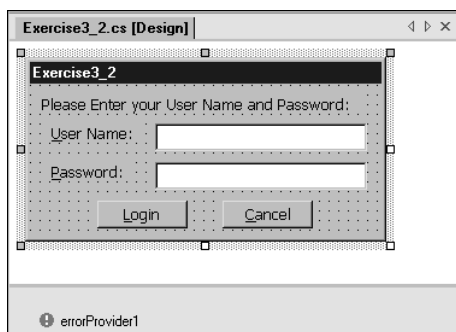 Exercise3_2.cs [Design]
Exercise3_2
Please Enter your User Name and Password:
User Name:
Password:
Login Cancel
errorProvider1